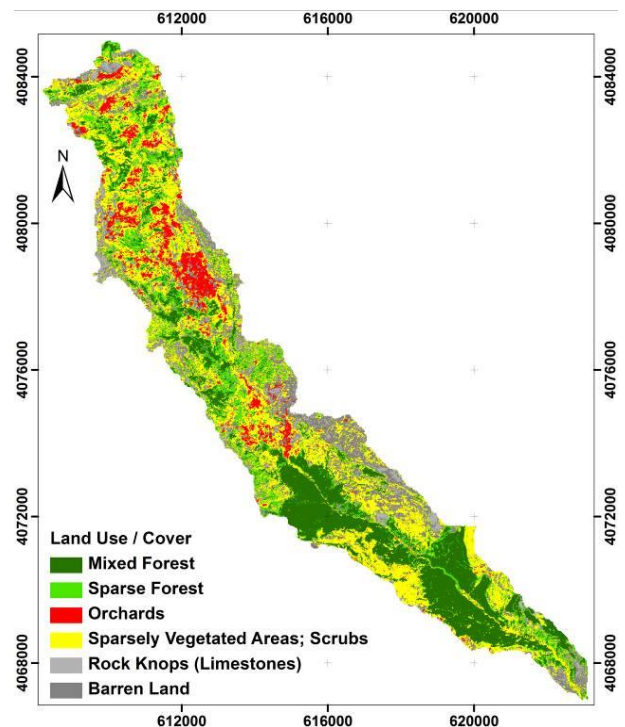 612000 616000 620000
4084000 4084000
N
4080000 4080000
4076000 4076000
4072000 4072000
Land Use / Cover
Mixed Forest
Sparse Forest
Orchards
Sparsely Vegetated Areas; Scrubs
Rock Knops (Limestones)
Barren Land
4068000 4068000
612000 616000 620000